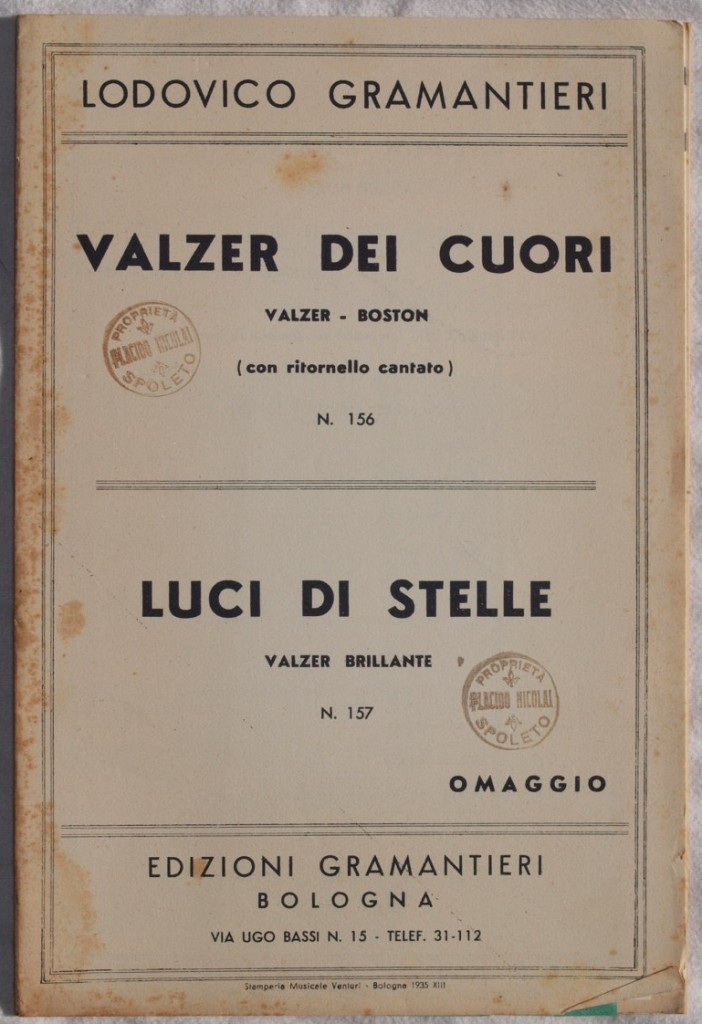 LODOVICO GRAMANTIERI
VALZER DEI CUORI
VALZER - BOSTON
(con ritornello cantato)
N. 156
PROPRIETÀ
PLACIDO NICOLAI
SPOLETO
LUCI DI STELLE
VALZER BRILLANTE
N. 157
PROPRIETÀ
PLACIDO NICOLAI
SPOLETO
OMAGGIO
EDIZIONI GRAMANTIERI
BOLOGNA
VIA UGO BASSI N. 15 - TELEF. 31-112
Stamperia Musicale Venturi - Bologna 1935 XIII